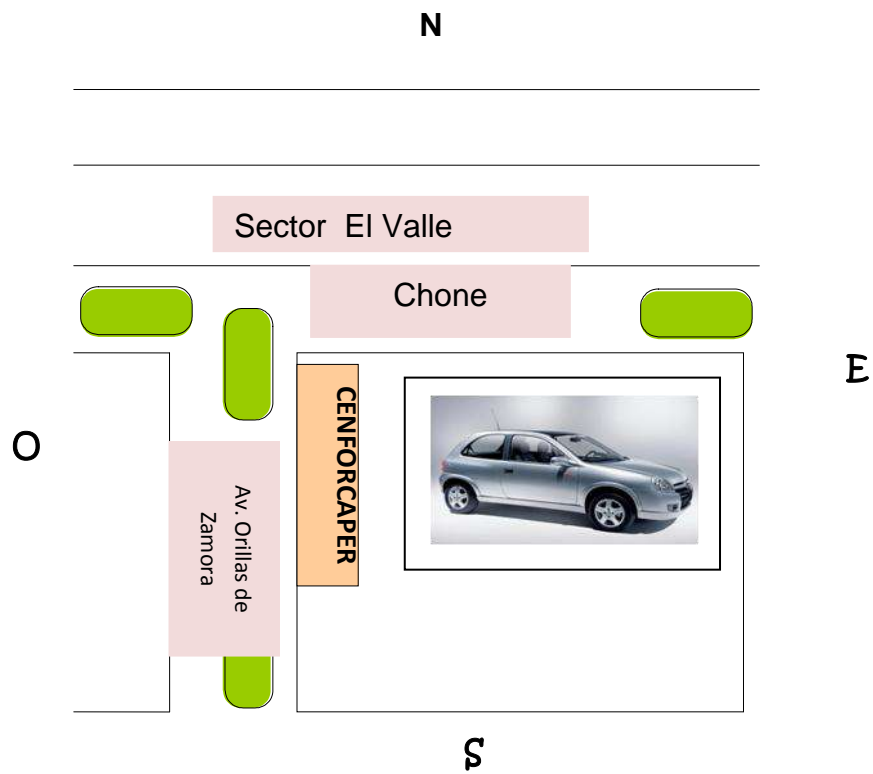 N
Sector El Valle
Chone
E
O
CENFORCAPER
Av. Orillas de
Zamora
S